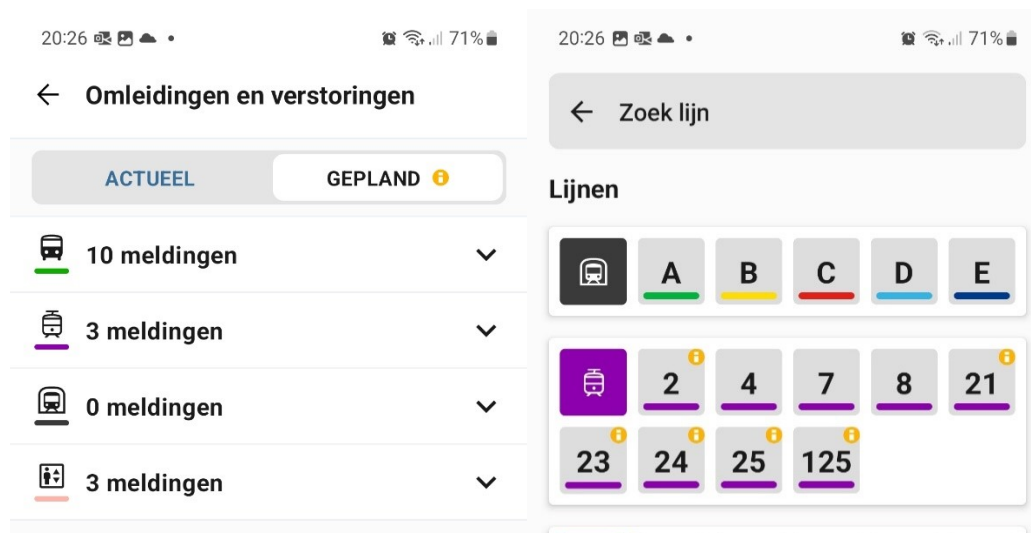 20:26
71%
Omleidingen en verstoringen
ACTUEEL
GEPLAND
10 meldingen
3 meldingen
0 meldingen
3 meldingen
20:26
71%
Zoek lijn
Lijnen
A B C D E
2 4 7 8 21
23 24 25 125